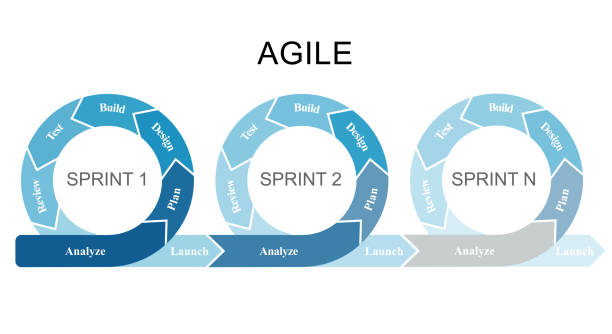 AGILE
Build
Test
Design
SPRINT 1
Review
Plan
Analyze
Launch
Build
Test
Design
SPRINT 2
Review
Plan
Analyze
Launch
Build
Test
Design
SPRINT N
Review
Plan
Analyze
Launch